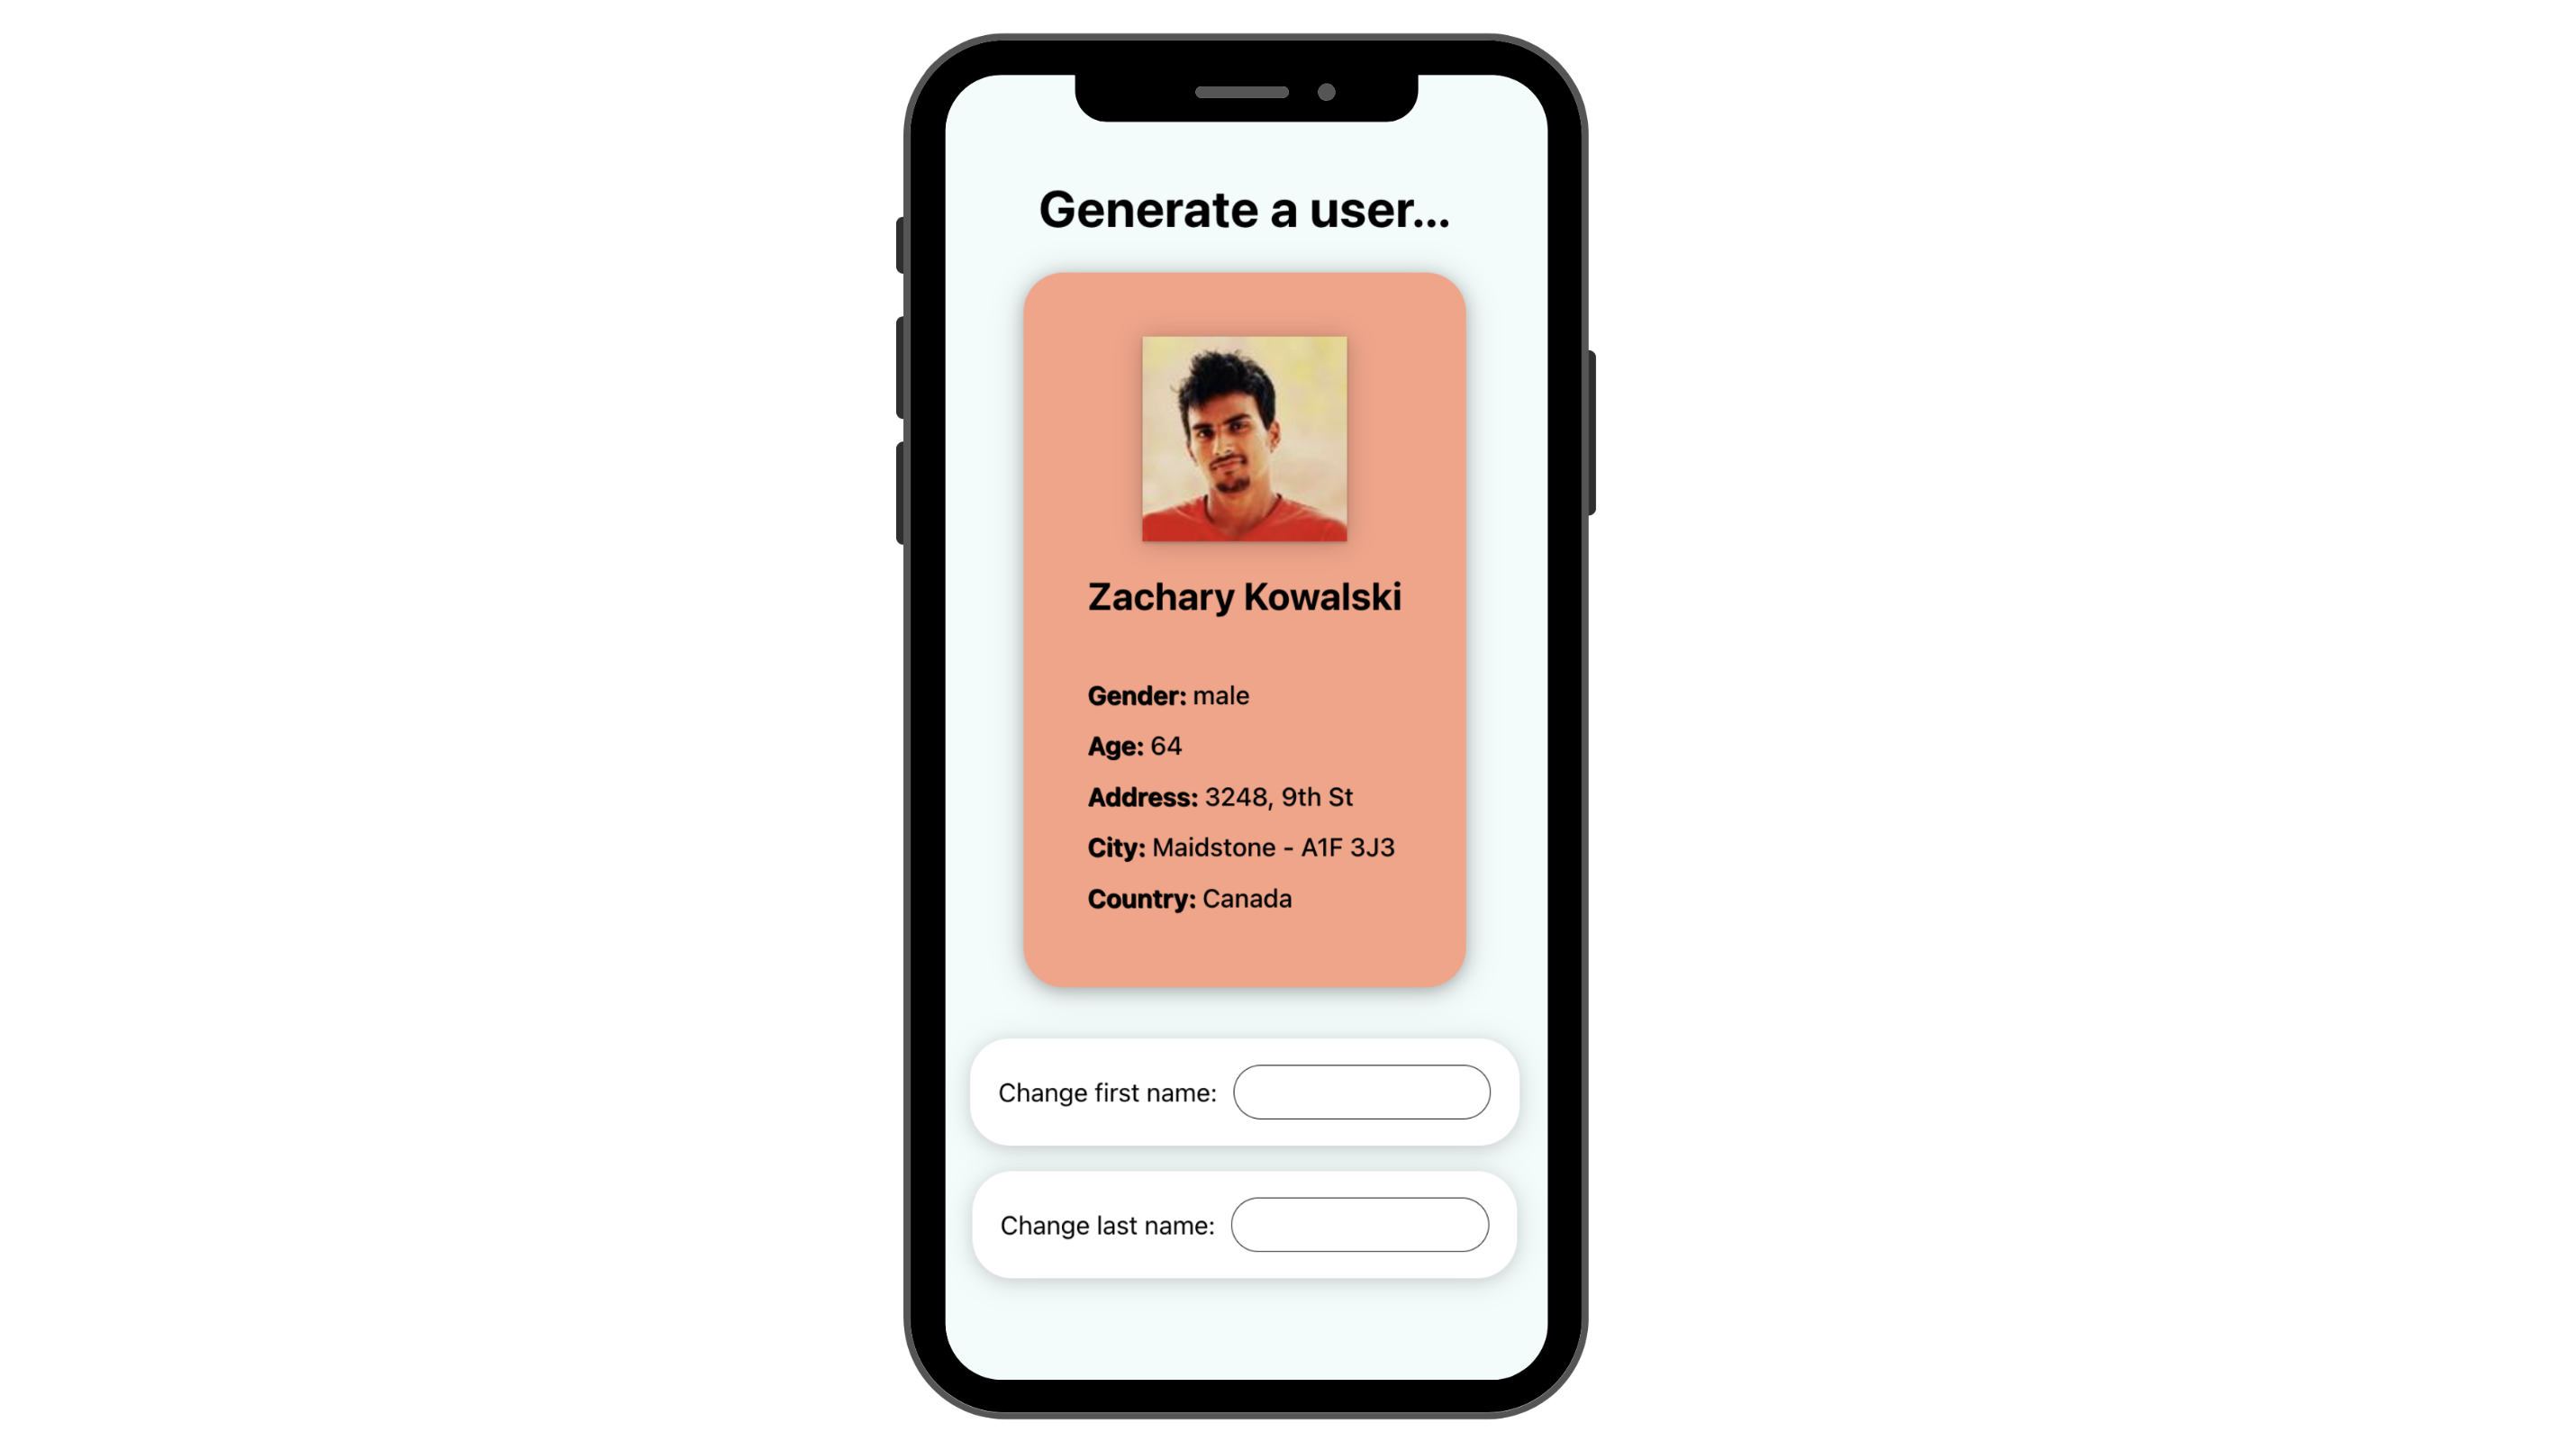 Generate a user...
Zachary Kowalski
Gender: male
Age: 64
Address: 3248, 9th St
City: Maidstone - A1F 3J3
Country: Canada
Change first name:
Change last name: